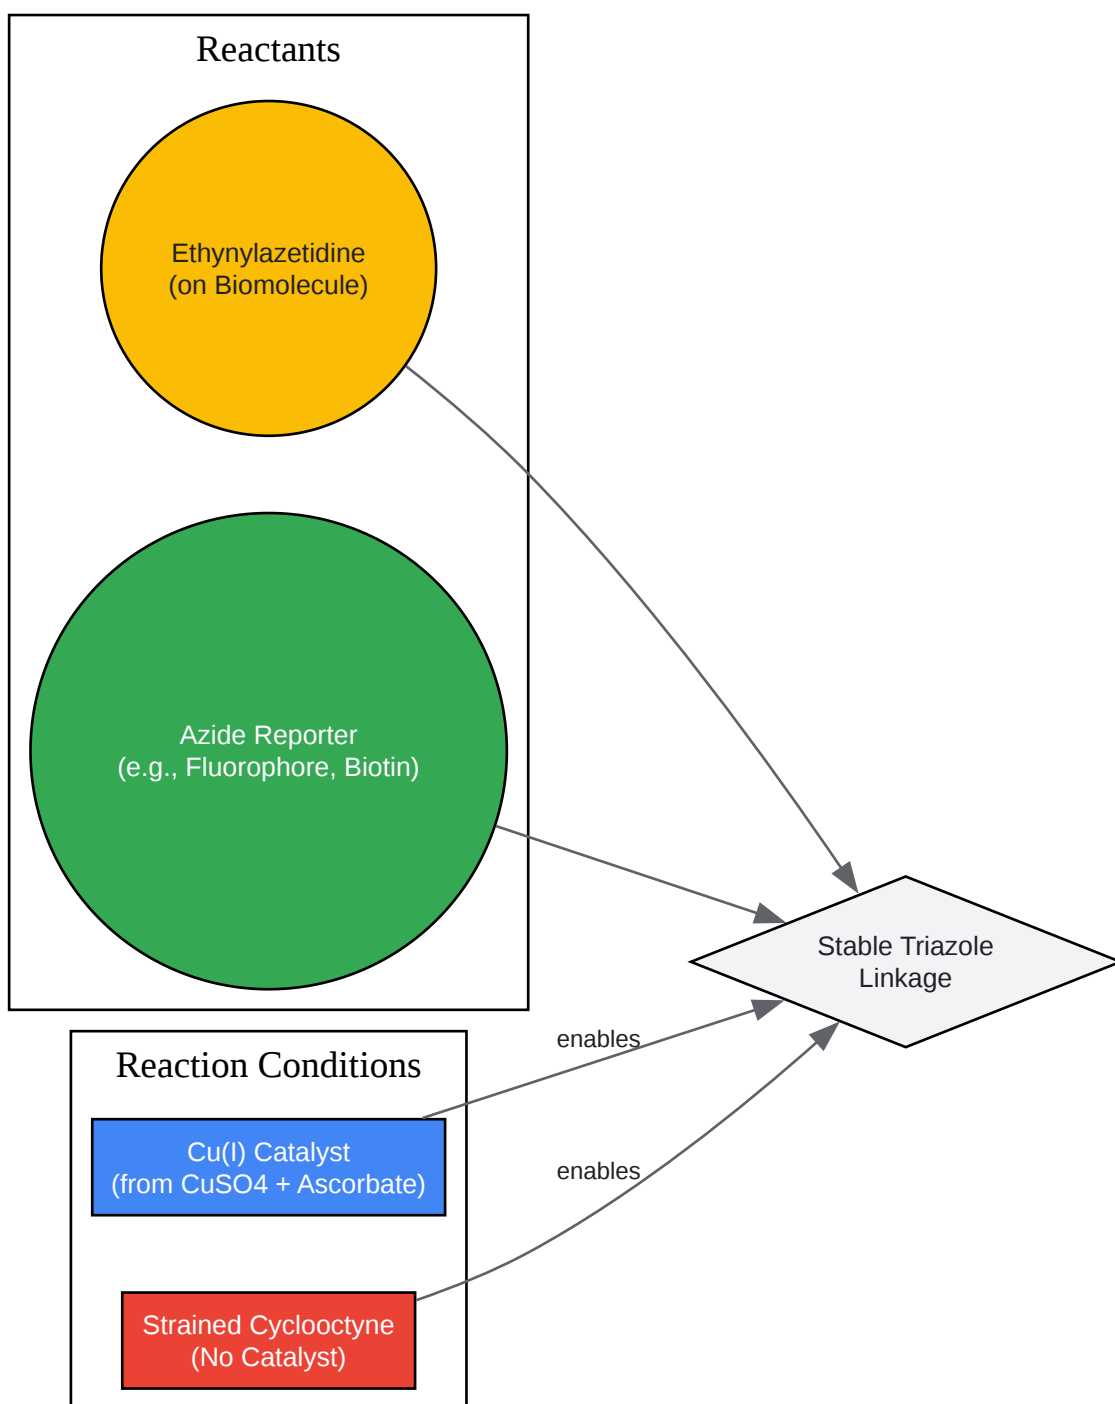 Reactants
Ethynylazetidine
(on Biomolecule)
Azide Reporter
(e.g., Fluorophore, Biotin)
Stable Triazole
Linkage
enables
Reaction Conditions
Cu(I) Catalyst
(from CuSO4 + Ascorbate)
enables
Strained Cyclooctyne
(No Catalyst)